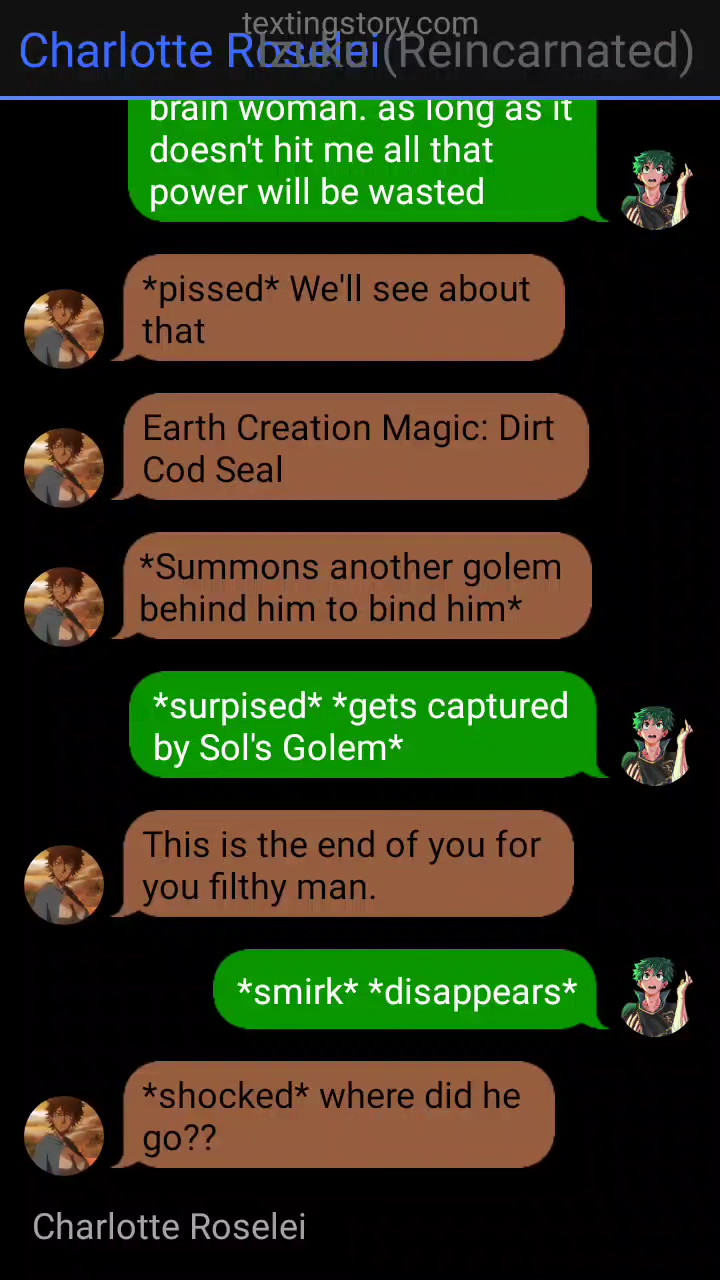 textingstory.com
Charlotte Roselei
Izuku (Reincarnated)
brain woman. as long as it
doesn't hit me all that
power will be wasted
*pissed* We'll see about
that
Earth Creation Magic: Dirt
Cod Seal
*Summons another golem
behind him to bind him*
*surpised* *gets captured
by Sol's Golem*
This is the end of you for
you filthy man.
*smirk* *disappears*
*shocked* where did he
go??
Charlotte Roselei